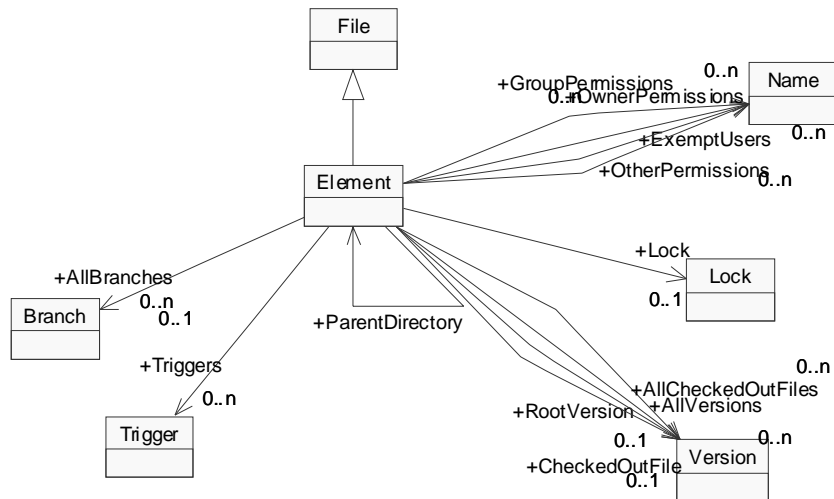 File
+GroupPermissions
0..n
Name
0..n
+OwnerPermissions
+ExemptUsers
0..n
+OtherPermissions
0..n
Element
+Lock
Lock
0..1
+AllBranches
0..n
0..1
Branch
+ParentDirectory
+Triggers
0..n
0..n
+AllCheckedOutFiles
+AllVersions
+RootVersion
0..1
0..n
Trigger
Version
+CheckedOutFile
0..1